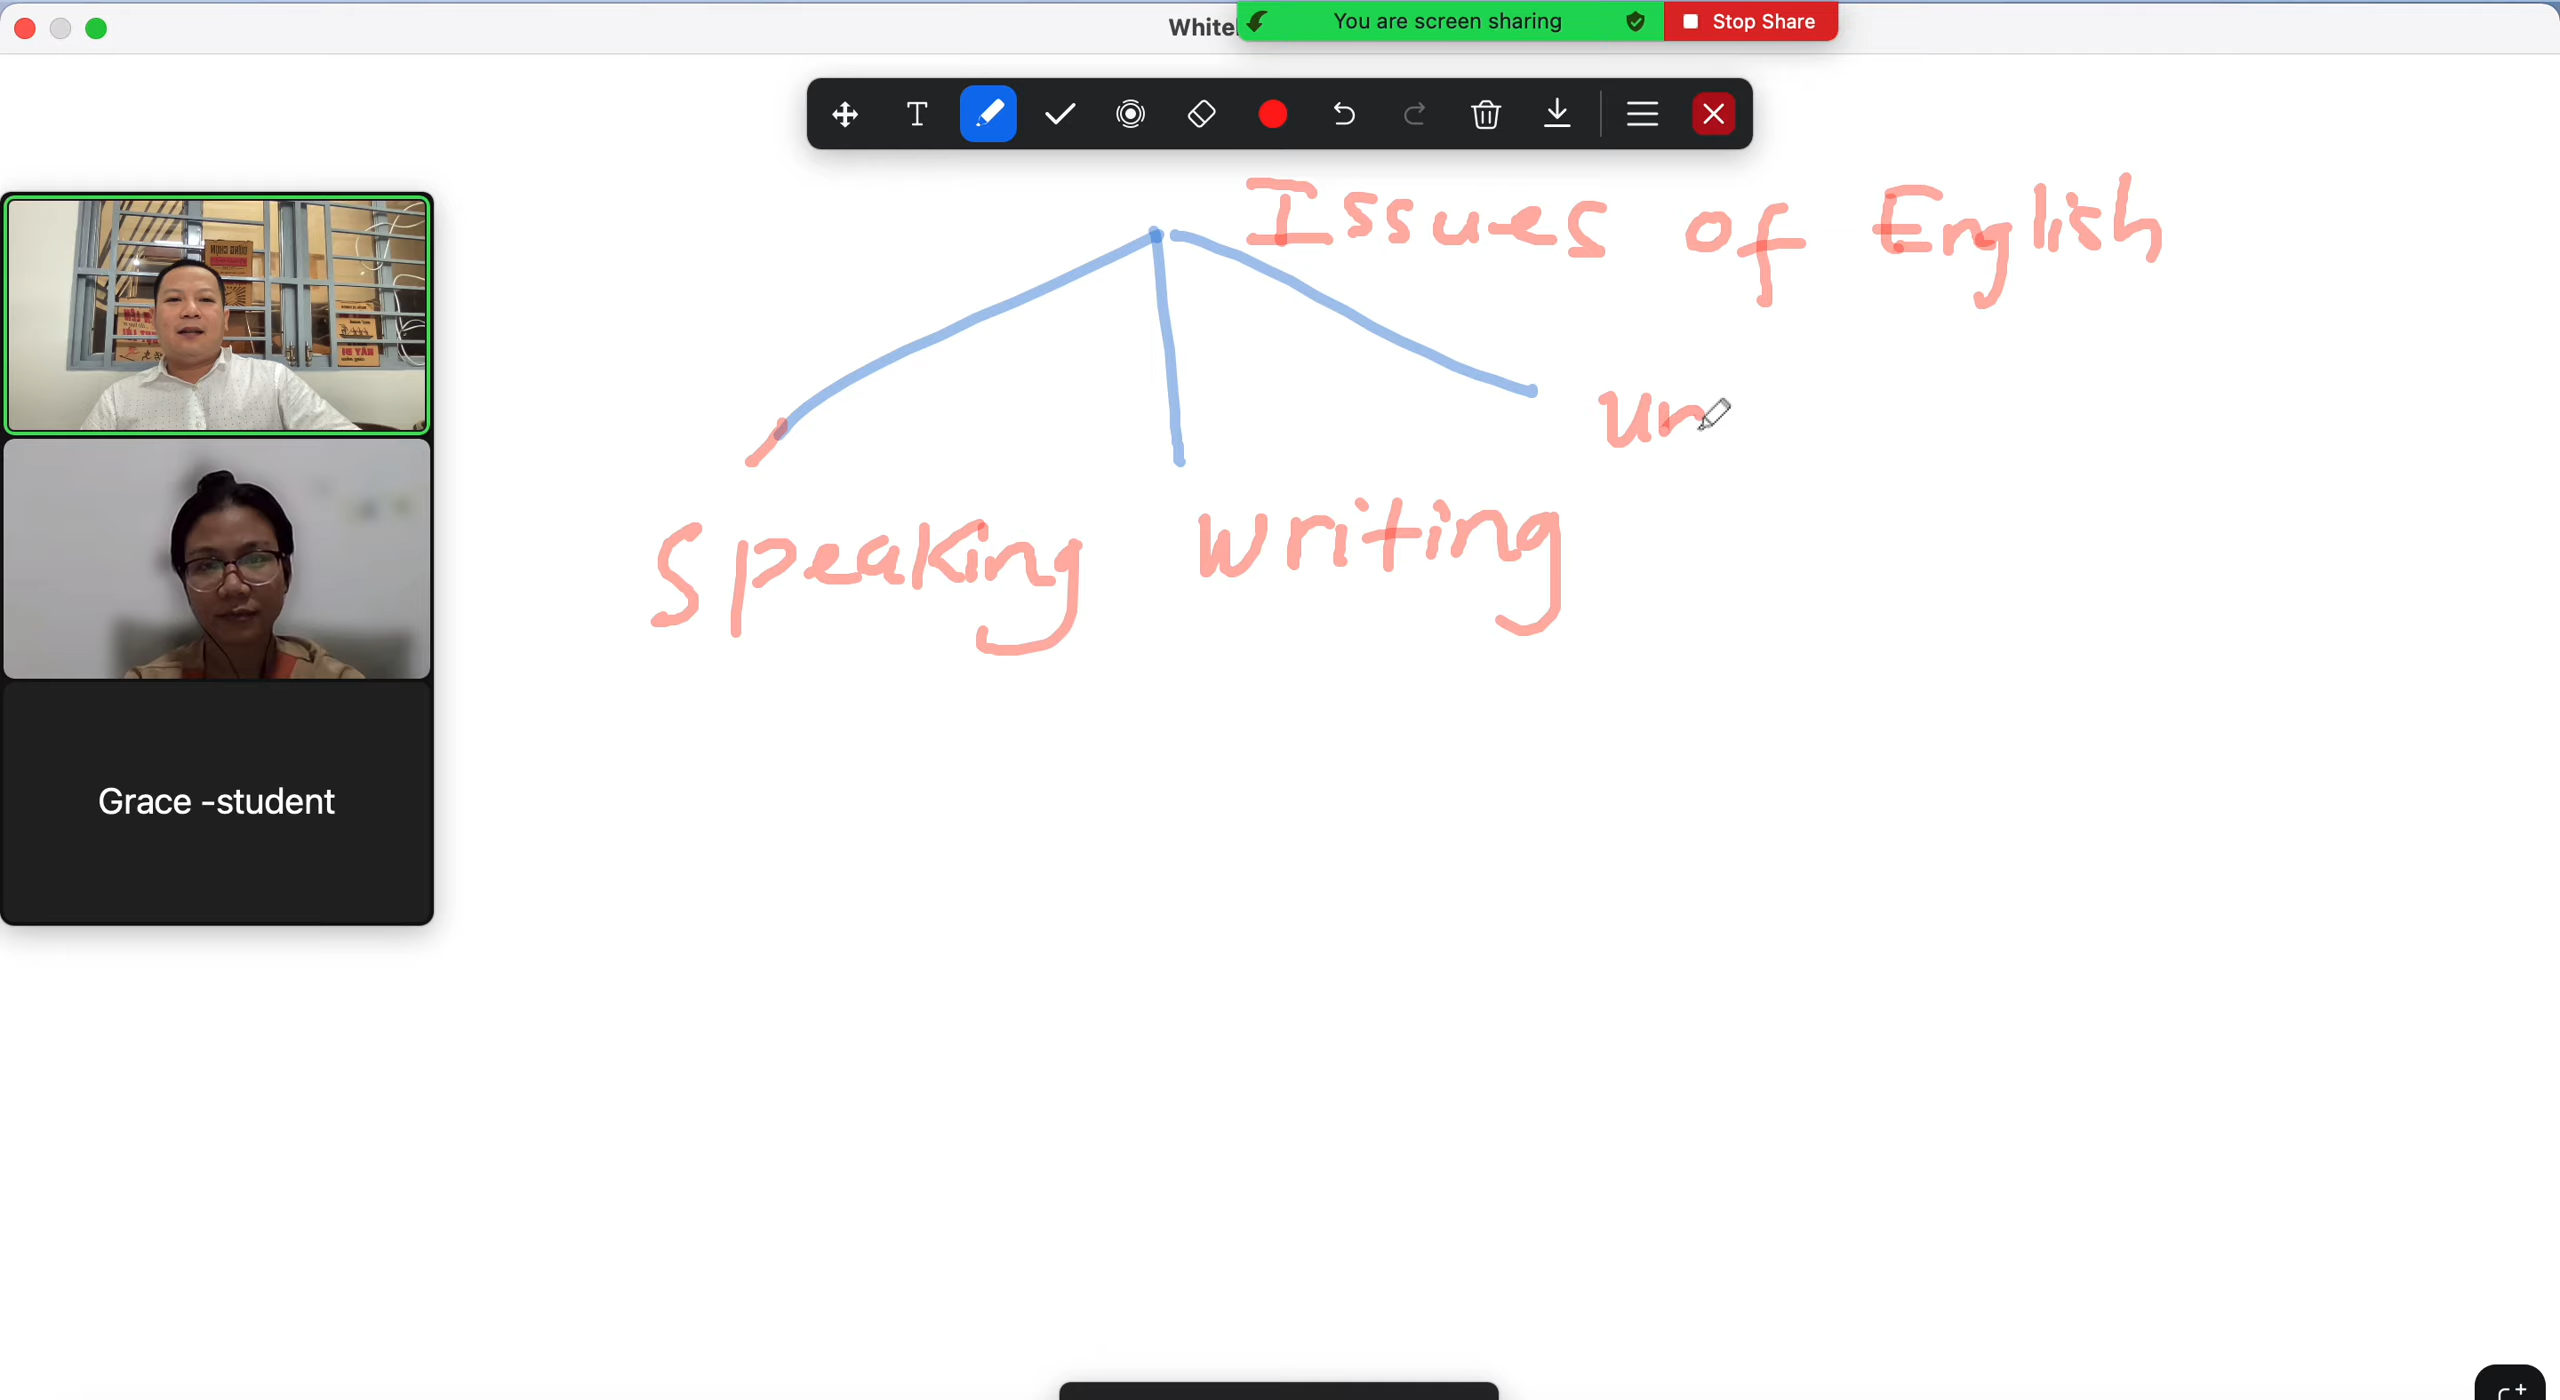 White
You are screen sharing
Stop Share
T
Issues of English
un
Speaking writing
Grace -student